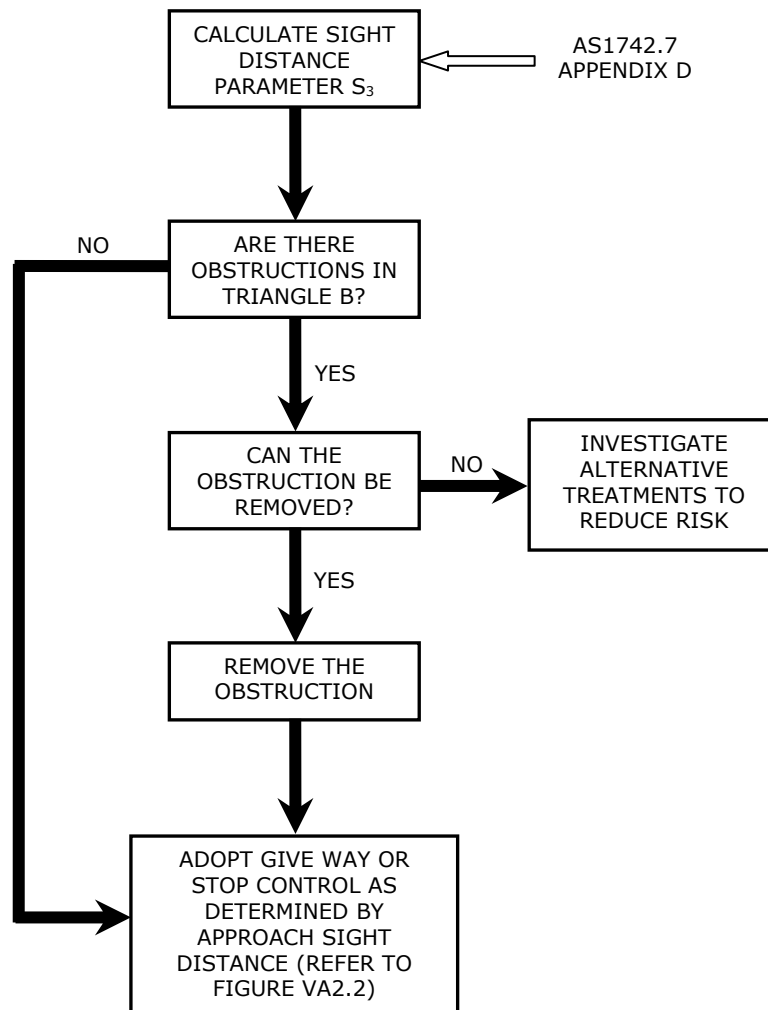 CALCULATE SIGHT
DISTANCE
PARAMETER S₃
AS1742.7
APPENDIX D
NO
ARE THERE
OBSTRUCTIONS IN
TRIANGLE B?
YES
CAN THE
OBSTRUCTION BE
REMOVED?
NO
INVESTIGATE
ALTERNATIVE
TREATMENTS TO
REDUCE RISK
YES
REMOVE THE
OBSTRUCTION
ADOPT GIVE WAY OR
STOP CONTROL AS
DETERMINED BY
APPROACH SIGHT
DISTANCE (REFER TO
FIGURE VA2.2)